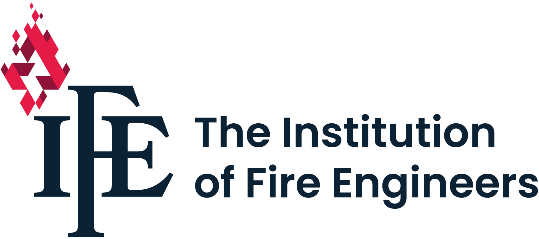 IFE
The Institution
of Fire Engineers